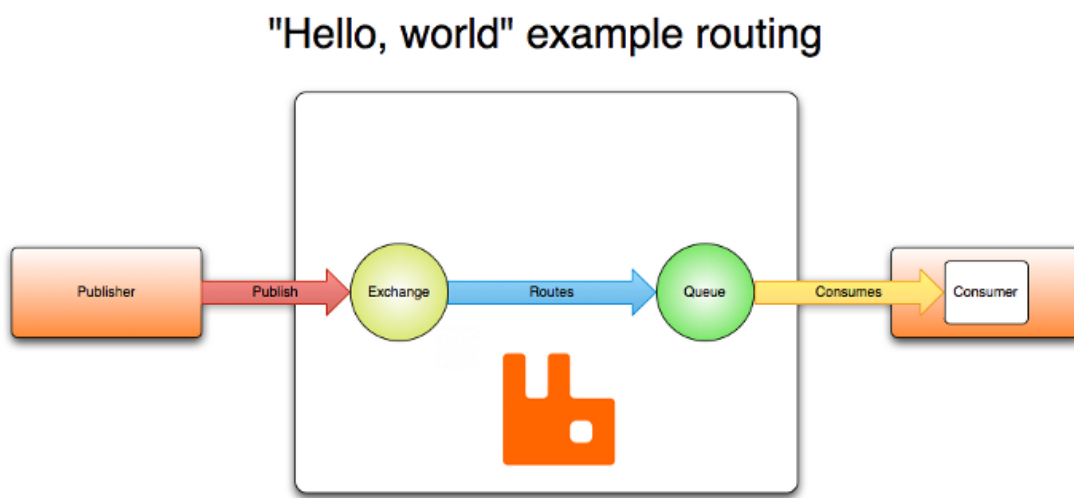 "Hello, world" example routing
Publisher
Publish
Exchange
Routes
Queue
Consumes
Consumer